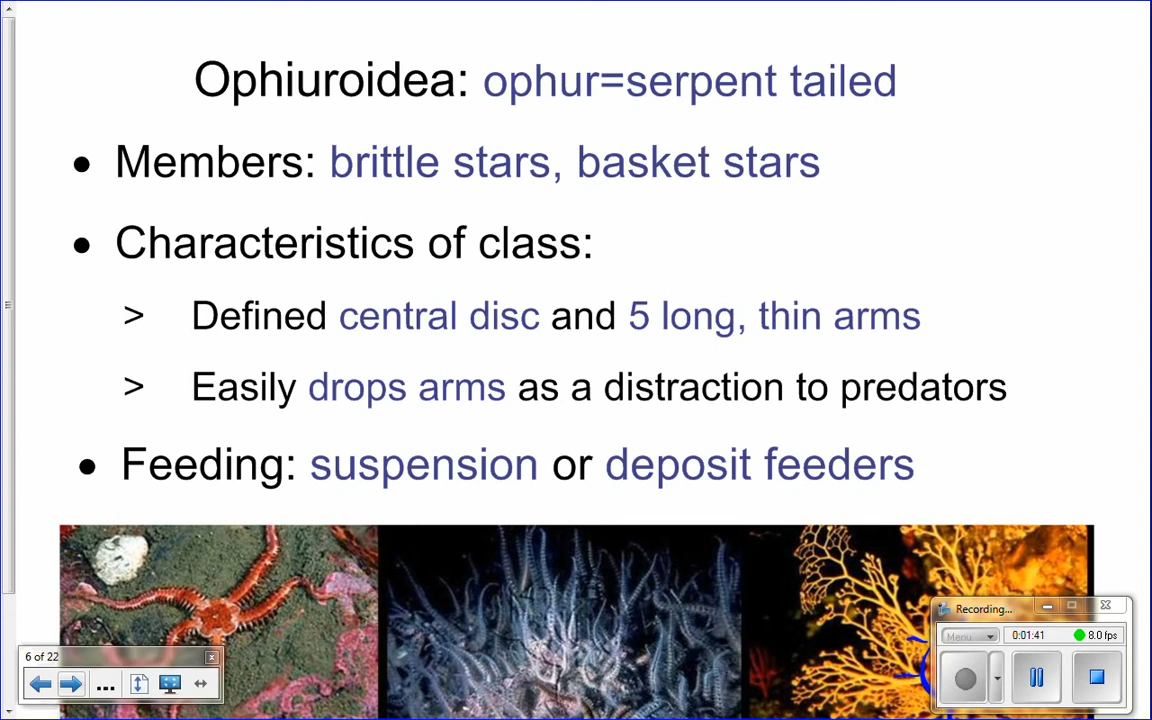 Ophiuroidea: ophur=serpent tailed
• Members: brittle stars, basket stars
• Characteristics of class:
> Defined central disc and 5 long, thin arms
> Easily drops arms as a distraction to predators
• Feeding: suspension or deposit feeders
Recording...
Menu
0:01:41
8.0 fps
6 of 22